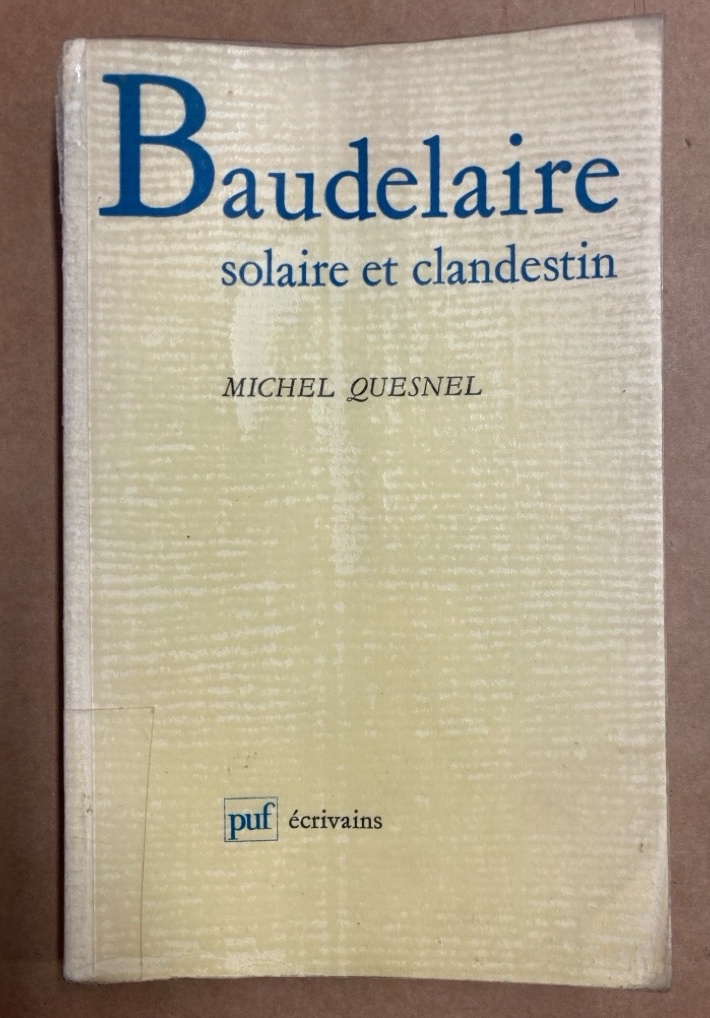 Baudelaire
solaire et clandestin
MICHEL QUESNEL
puf écrivains